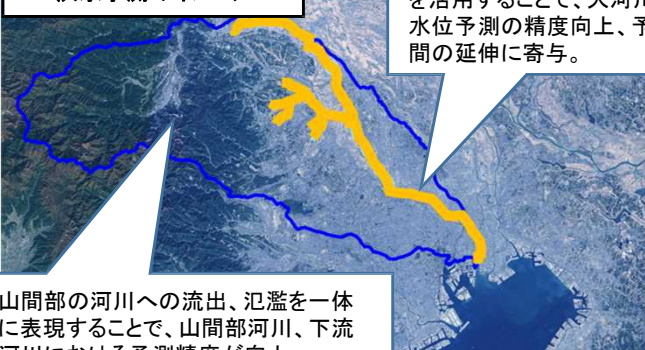 を活用することで、大河川
水位予測の精度向上、予
間の延伸に寄与。
山間部の河川への流出、氾濫を一体
に表現することで、山間部河川、下流